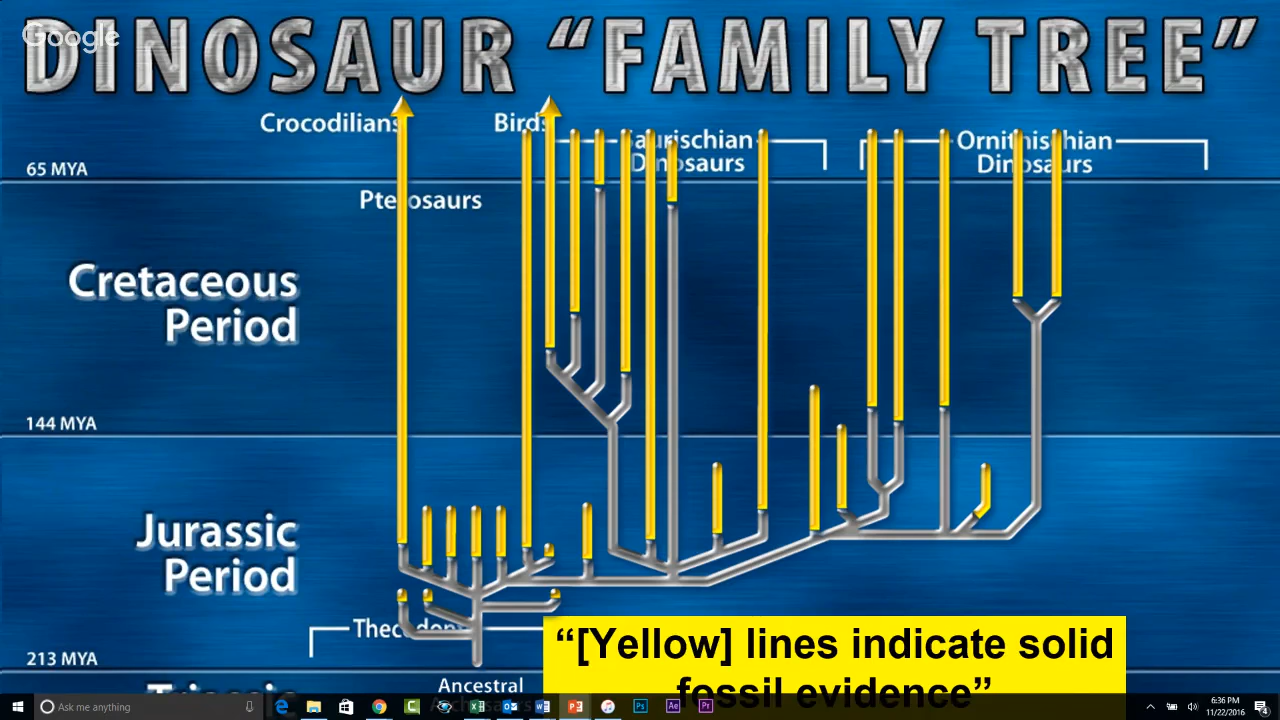 Google
DINOSAUR “FAMILY TREE”
Crocodilians
Birds
Saurischian
Dinosaurs
Ornithischian
Dinosaurs
65 MYA
Pterosaurs
Cretaceous
Period
144 MYA
Jurassic
Period
213 MYA
“[Yellow] lines indicate solid
fossil evidence”
Ancestral
Triassic
Ask me anything
6:36 PM
11/22/2016